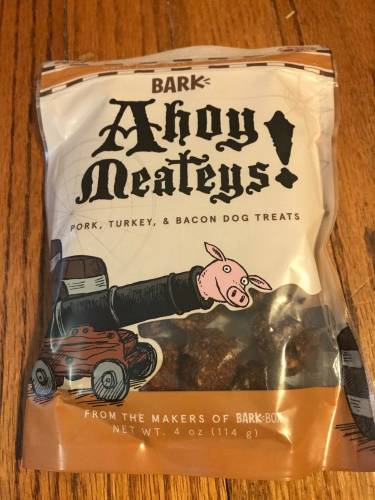 BARK
Ahoy
Meateys!
PORK, TURKEY, & BACON DOG TREATS
FROM THE MAKERS OF BARK-BOX
NET WT. 4 oz (114 g)